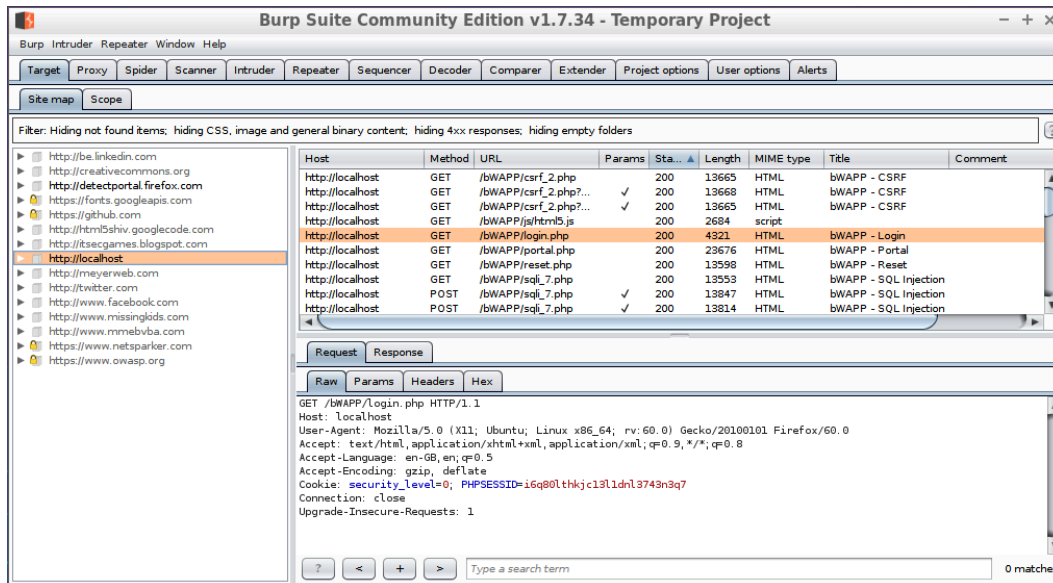 Burp Suite Community Edition v1.7.34 - Temporary Project
Burp Intruder Repeater Window Help
Target Proxy Spider Scanner Intruder Repeater Sequencer Decoder Comparer Extender Project options User options Alerts
Site map Scope
Filter: Hiding not found items; hiding CSS, image and general binary content; hiding 4xx responses; hiding empty folders
http://be.linkedin.com
http://creativecommons.org
http://detectportal.firefox.com
https://fonts.googleapis.com
https://github.com
http://html5shiv.googlecode.com
http://itsecgames.blogspot.com
http://localhost
http://meyerweb.com
http://twitter.com
http://www.facebook.com
http://www.missingkids.com
http://www.mmebvba.com
https://www.netsparker.com
https://www.owasp.org
Host Method URL Params Sta... Length MIME type Title Comment
http://localhost GET /bWAPP/csrf_2.php 200 13665 HTML bWAPP - CSRF
http://localhost GET /bWAPP/csrf_2.php?... ✓ 200 13668 HTML bWAPP - CSRF
http://localhost GET /bWAPP/csrf_2.php?... ✓ 200 13665 HTML bWAPP - CSRF
http://localhost GET /bWAPP/js/html5.js 200 2684 script
http://localhost GET /bWAPP/login.php 200 4321 HTML bWAPP - Login
http://localhost GET /bWAPP/portal.php 200 23676 HTML bWAPP - Portal
http://localhost GET /bWAPP/reset.php 200 13598 HTML bWAPP - Reset
http://localhost GET /bWAPP/sqli_7.php 200 13553 HTML bWAPP - SQL Injection
http://localhost POST /bWAPP/sqli_7.php ✓ 200 13847 HTML bWAPP - SQL Injection
http://localhost POST /bWAPP/sqli_7.php ✓ 200 13814 HTML bWAPP - SQL Injection
Request Response
Raw Params Headers Hex
GET /bWAPP/login.php HTTP/1.1
Host: localhost
User-Agent: Mozilla/5.0 (X11; Ubuntu; Linux x86_64; rv:60.0) Gecko/20100101 Firefox/60.0
Accept: text/html,application/xhtml+xml,application/xml;q=0.9,*/*;q=0.8
Accept-Language: en-GB,en;q=0.5
Accept-Encoding: gzip, deflate
Cookie: security_level=0; PHPSESSID=i6q80lthkjc13l1dnl3743n3q7
Connection: close
Upgrade-Insecure-Requests: 1
? < + > Type a search term 0 matche